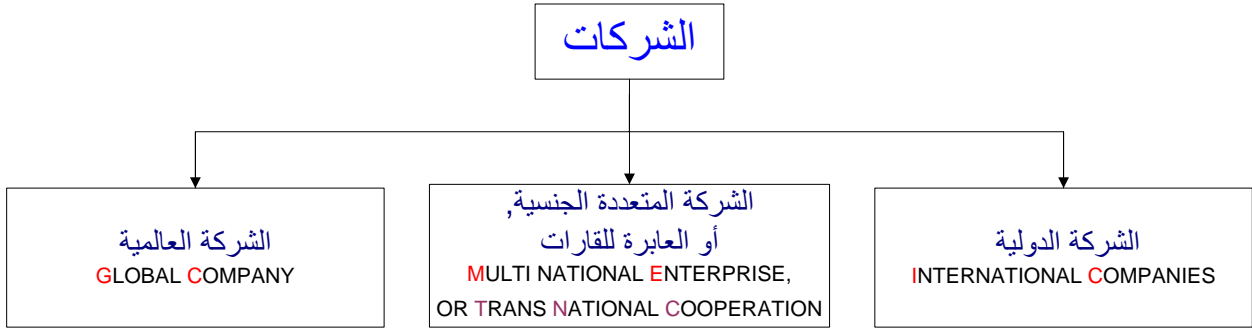 الشركات
الشركة الدولية
INTERNATIONAL COMPANIES
الشركة المتعددة الجنسية,
أو العابرة للقارات
MULTI NATIONAL ENTERPRISE,
OR TRANS NATIONAL COOPERATION
الشركة العالمية
GLOBAL COMPANY